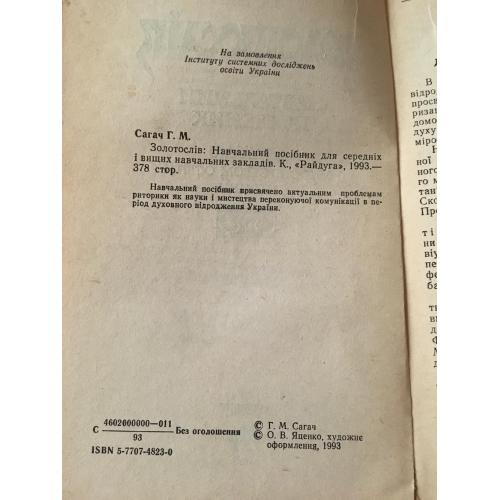 На замовлення
Інституту системних досліджень
освіти України
Сагач Г. М.
Золотослів: Навчальний посібник для середніх
і вищих навчальних закладів. К., «Райдуга», 1993.—
378 стор.
Навчальний посібник присвячено актуальним проблемам
риторики як науки і мистецтва переконуючої комунікації в пе-
ріод духовного відродження України.
С 4602000000—011
93 Без оголошення
ISBN 5-7707-4823-0
© Г. М. Сагач
© О. В. Яценко, художнє
оформлення, 1993